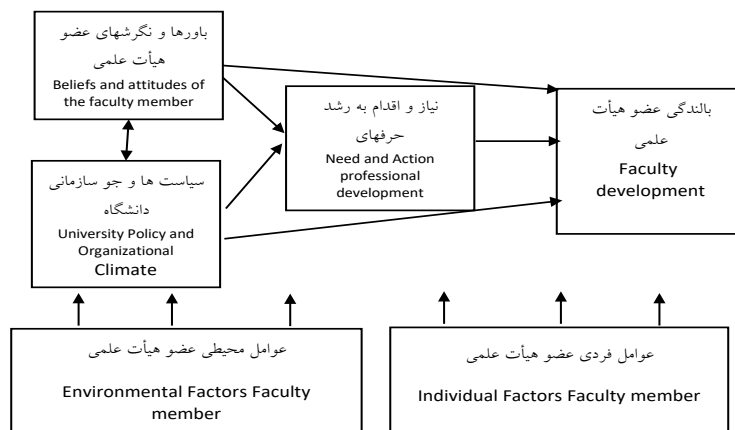 باورها و نگرشهای عضو
هیأت علمی
Beliefs and attitudes of
the faculty member
نیاز و اقدام به رشد
حرفهای
Need and Action
professional
development
بالندگی عضو هیأت
علمی
Faculty
development
سیاست ها و جو سازمانی
دانشگاه
University Policy and
Organizational
Climate
عوامل محیطی عضو هیأت علمی
Environmental Factors Faculty
member
عوامل فردی عضو هیأت علمی
Individual Factors Faculty member